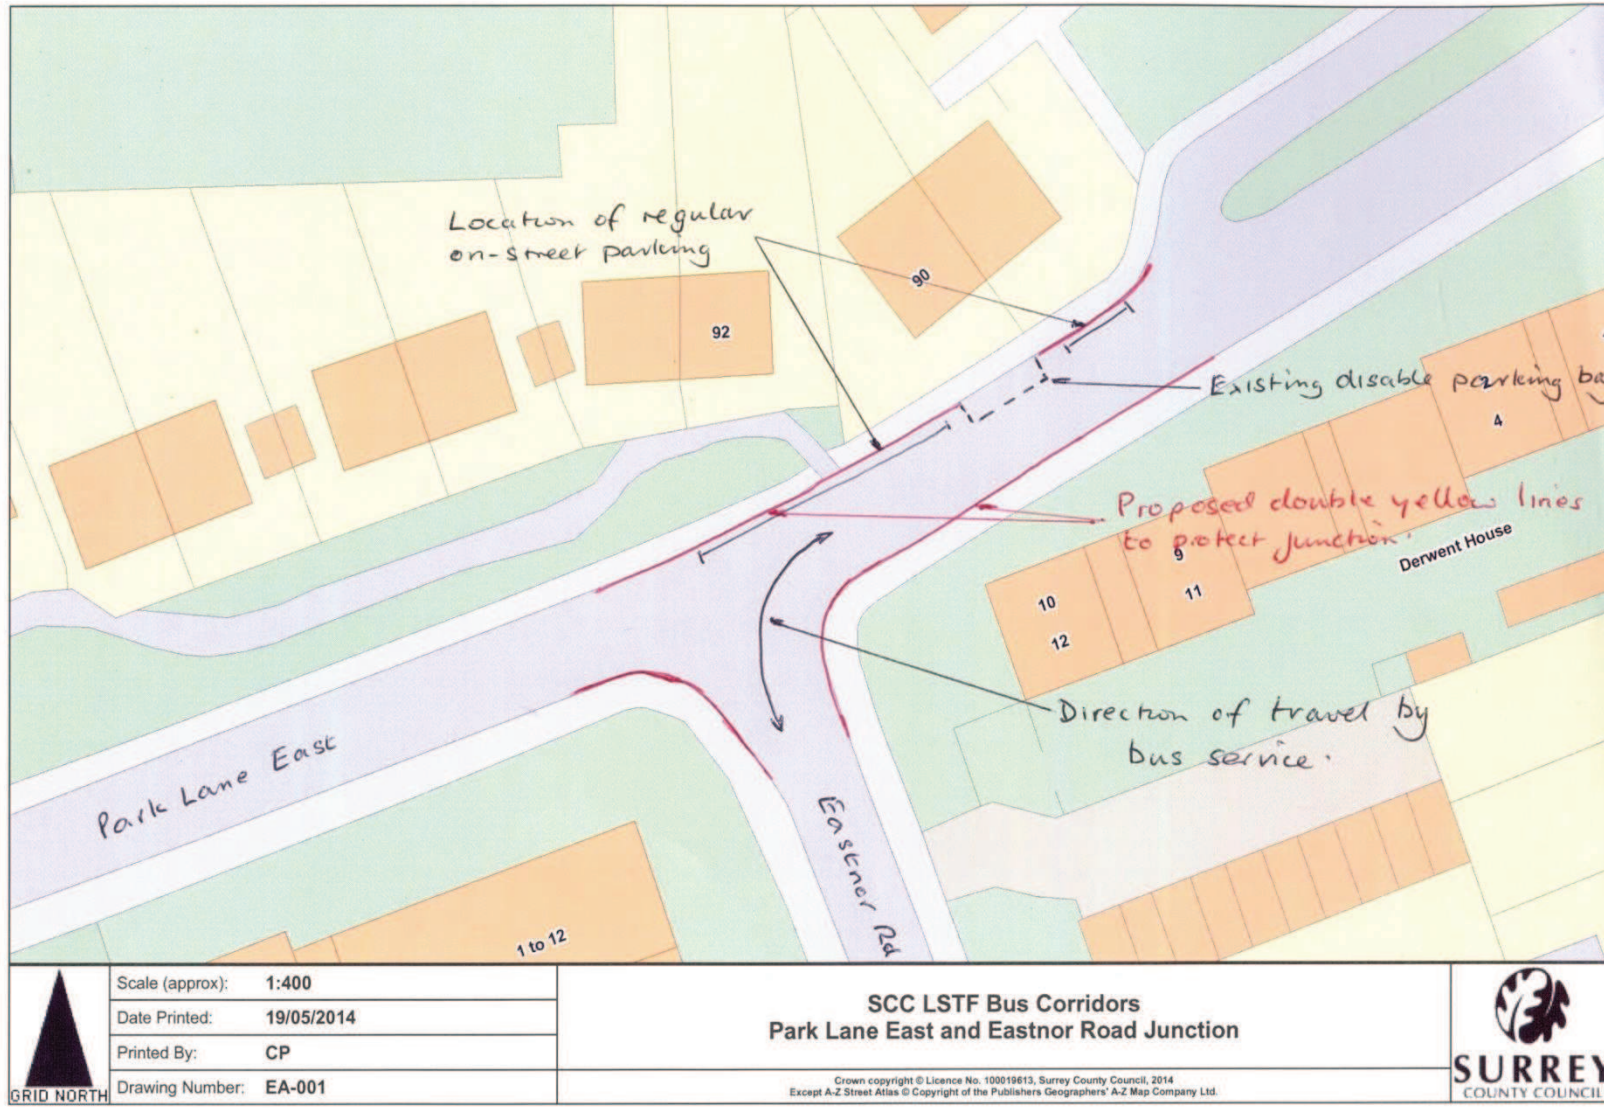 Location of regular
on-street parking
90
92
Existing disable parking ba
2
4
Proposed double yellow lines
to protect junction.
Derwent House
9
11
10
12
Direction of travel by
bus service.
Park Lane East
Eastnor Rd
1 to 12
GRID NORTH
Scale (approx): 1:400
Date Printed: 19/05/2014
Printed By: CP
Drawing Number: EA-001
SCC LSTF Bus Corridors
Park Lane East and Eastnor Road Junction
Crown copyright © Licence No. 100019613, Surrey County Council, 2014
Except A-Z Street Atlas © Copyright of the Publishers Geographers' A-Z Map Company Ltd.
SURREY
COUNTY COUNCIL